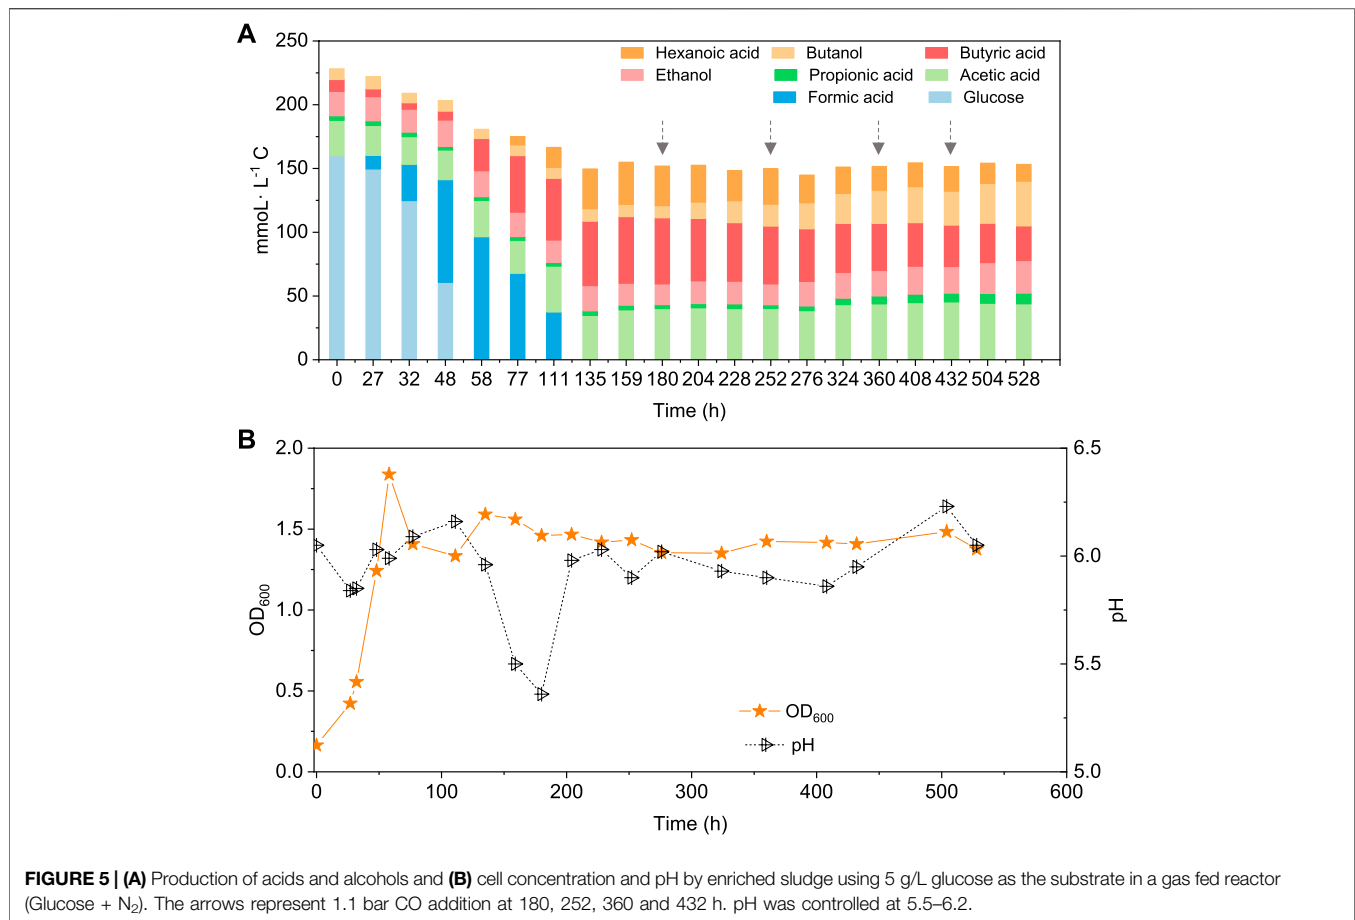 A
250
200
150
100
50
0
mmoL· L⁻¹ C
Hexanoic acid Butanol Butyric acid
Ethanol Propionic acid Acetic acid
Formic acid Glucose
0 27 32 48 58 77 111 135 159 180 204 228 252 276 324 360 408 432 504 528
Time (h)
B
2.0
1.5
1.0
0.5
0.0
OD₆₀₀
6.5
6.0
5.5
5.0
pH
OD₆₀₀
pH
0 100 200 300 400 500 600
Time (h)
FIGURE 5 | (A) Production of acids and alcohols and (B) cell concentration and pH by enriched sludge using 5 g/L glucose as the substrate in a gas fed reactor
(Glucose + N₂). The arrows represent 1.1 bar CO addition at 180, 252, 360 and 432 h. pH was controlled at 5.5–6.2.